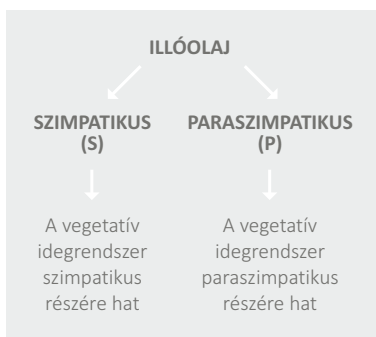 ILLÓOLAJ
SZIMPATIKUS
(S)
PARASZIMPATIKUS
(P)
A vegetatív
idegrendszer
szimpatikus
részére hat
A vegetatív
idegrendszer
paraszimpatikus
részére hat